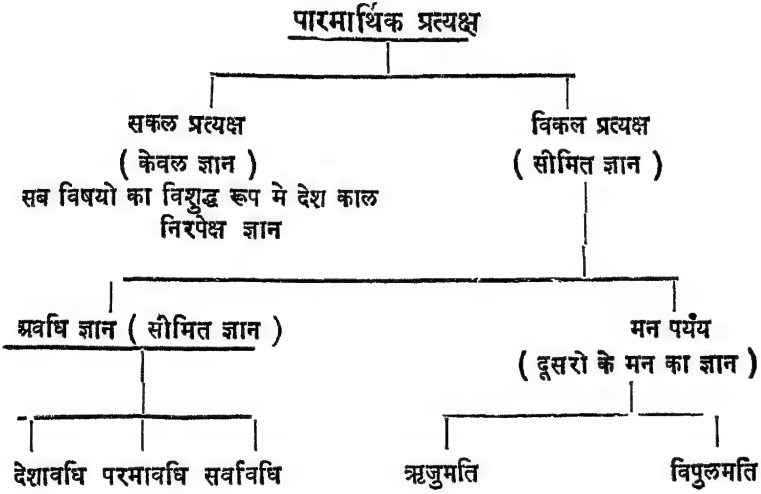 पारमार्थिक प्रत्यक्ष
सकल प्रत्यक्ष
विकल प्रत्यक्ष
( केवल ज्ञान )
( सीमित ज्ञान )
सब विषयो का विशुद्ध रूप मे देश काल
निरपेक्ष ज्ञान
अवधि ज्ञान ( सीमित ज्ञान )
मन पर्यय
( दूसरो के मन का ज्ञान )
देशावधि परमावधि सर्वावधि
ऋजुमति
विपुलमति